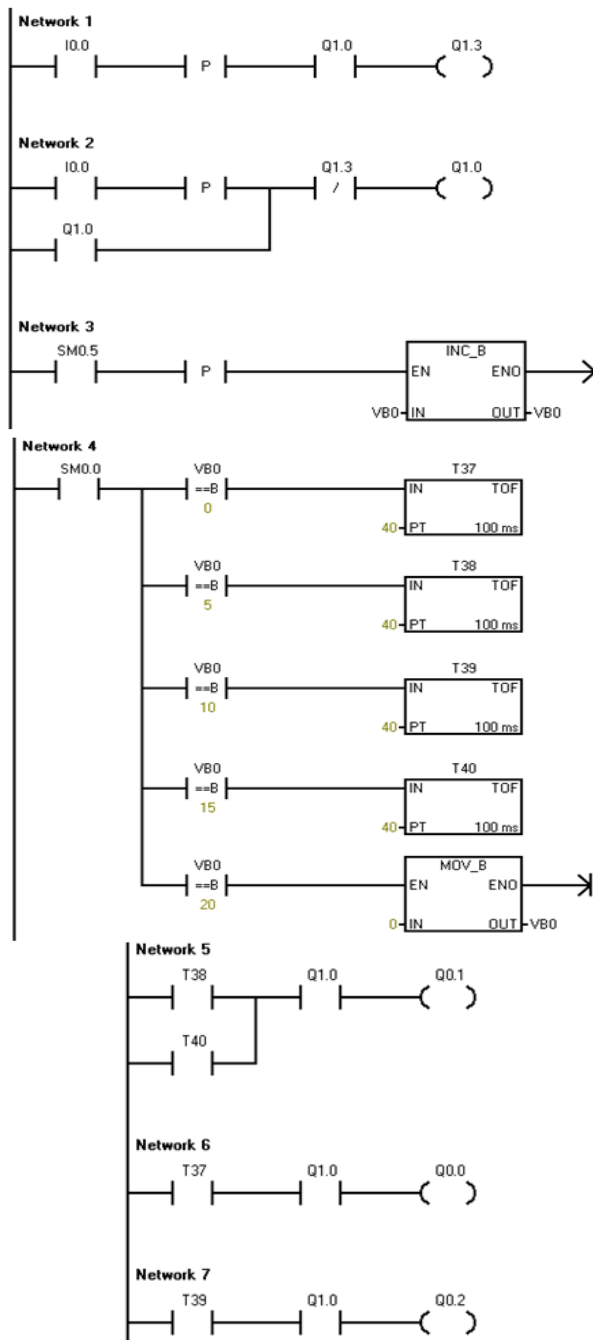 Network 1
I0.0 P Q1.0 Q1.3
Network 2
I0.0 P Q1.3 / Q1.0
Q1.0
Network 3
SM0.5 P INC_B
EN ENO
VB0 IN OUT VB0
Network 4
SM0.0 VB0 T37
==B IN TOF
0
40 PT 100 ms
VB0 T38
==B IN TOF
5
40 PT 100 ms
VB0 T39
==B IN TOF
10
40 PT 100 ms
VB0 T40
==B IN TOF
15
40 PT 100 ms
VB0 MOV_B
==B EN ENO
20
0 IN OUT VB0
Network 5
T38 Q1.0 Q0.1
T40
Network 6
T37 Q1.0 Q0.0
Network 7
T39 Q1.0 Q0.2